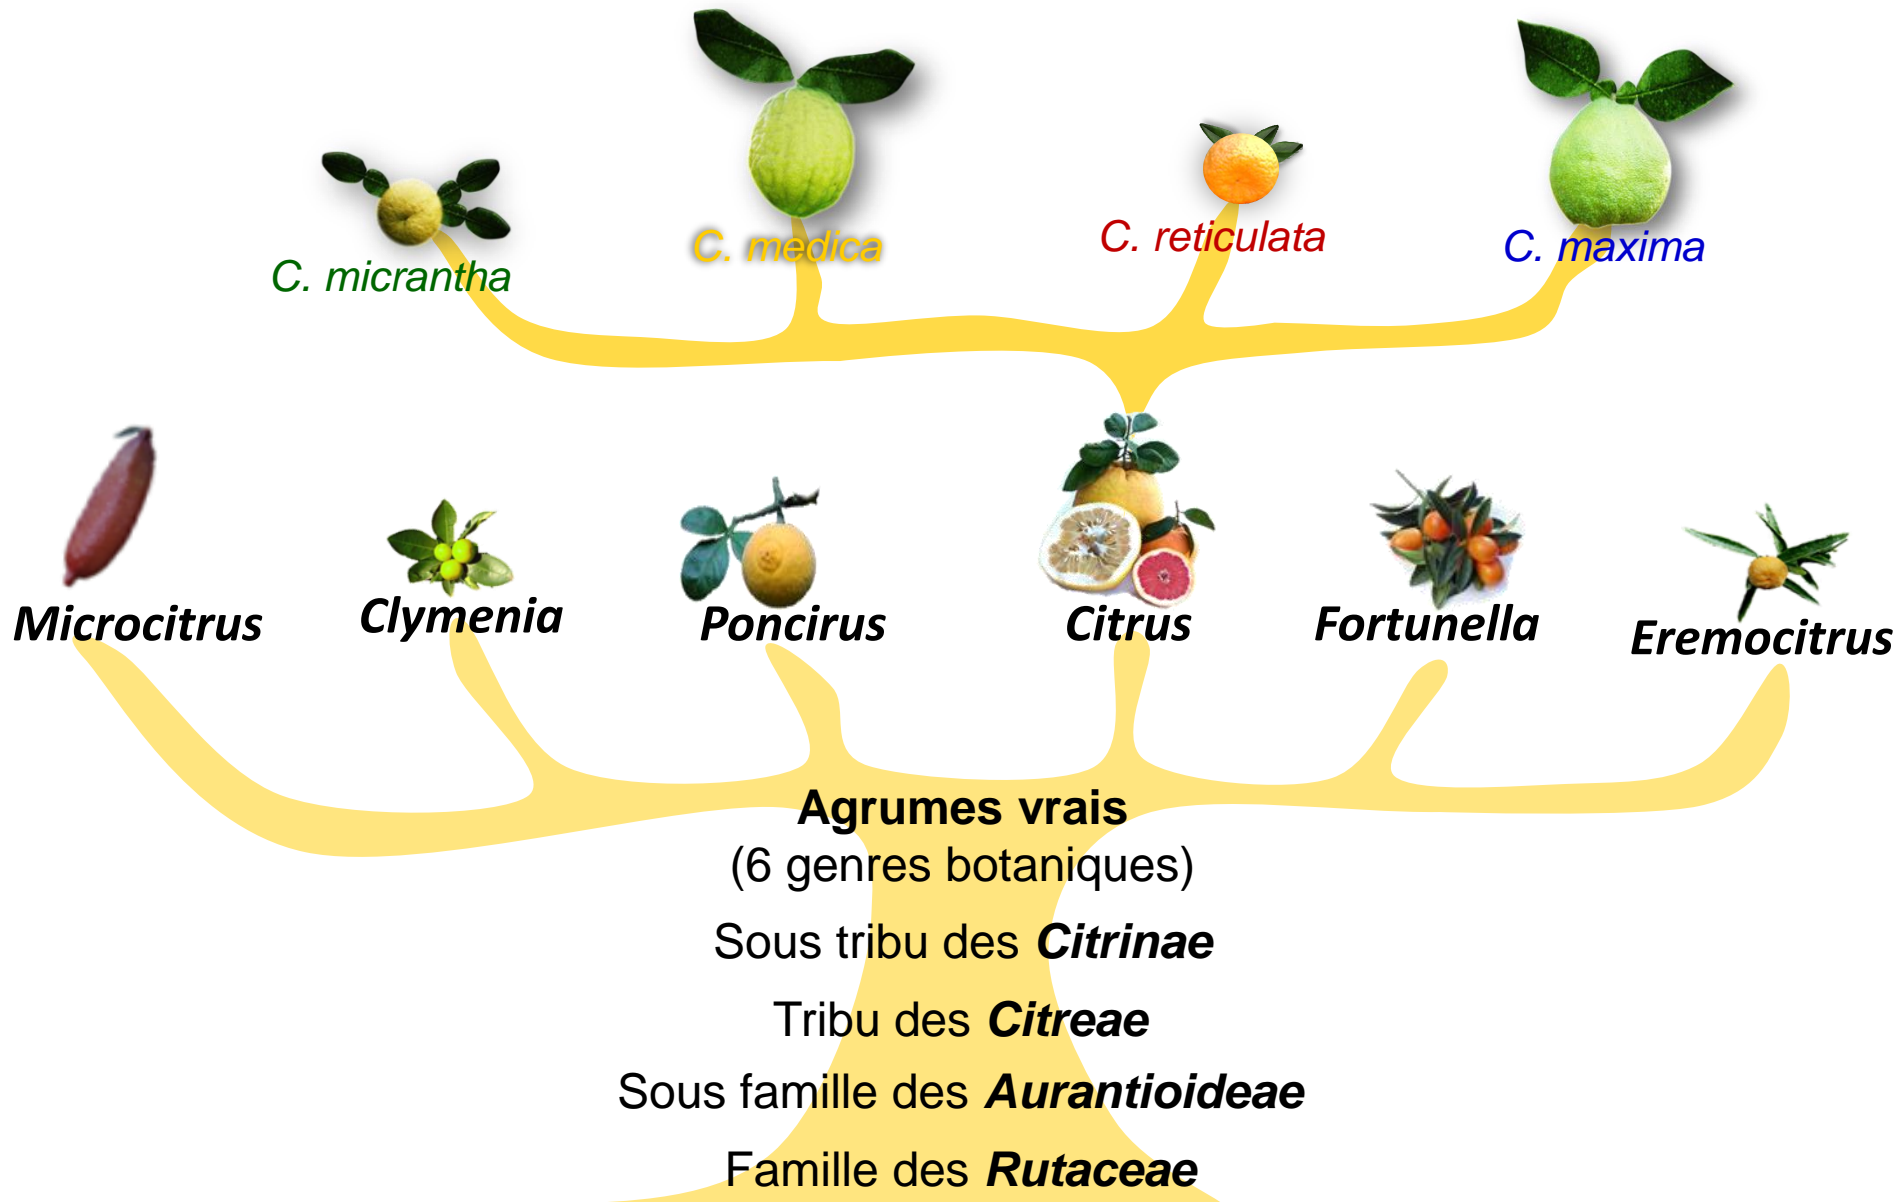 C. micrantha
C. medica
C. reticulata
C. maxima
Microcitrus
Clymenia
Poncirus
Citrus
Fortunella
Eremocitrus
Agrumes vrais
(6 genres botaniques)
Sous tribu des Citrinae
Tribu des Citreae
Sous famille des Aurantioideae
Famille des Rutaceae